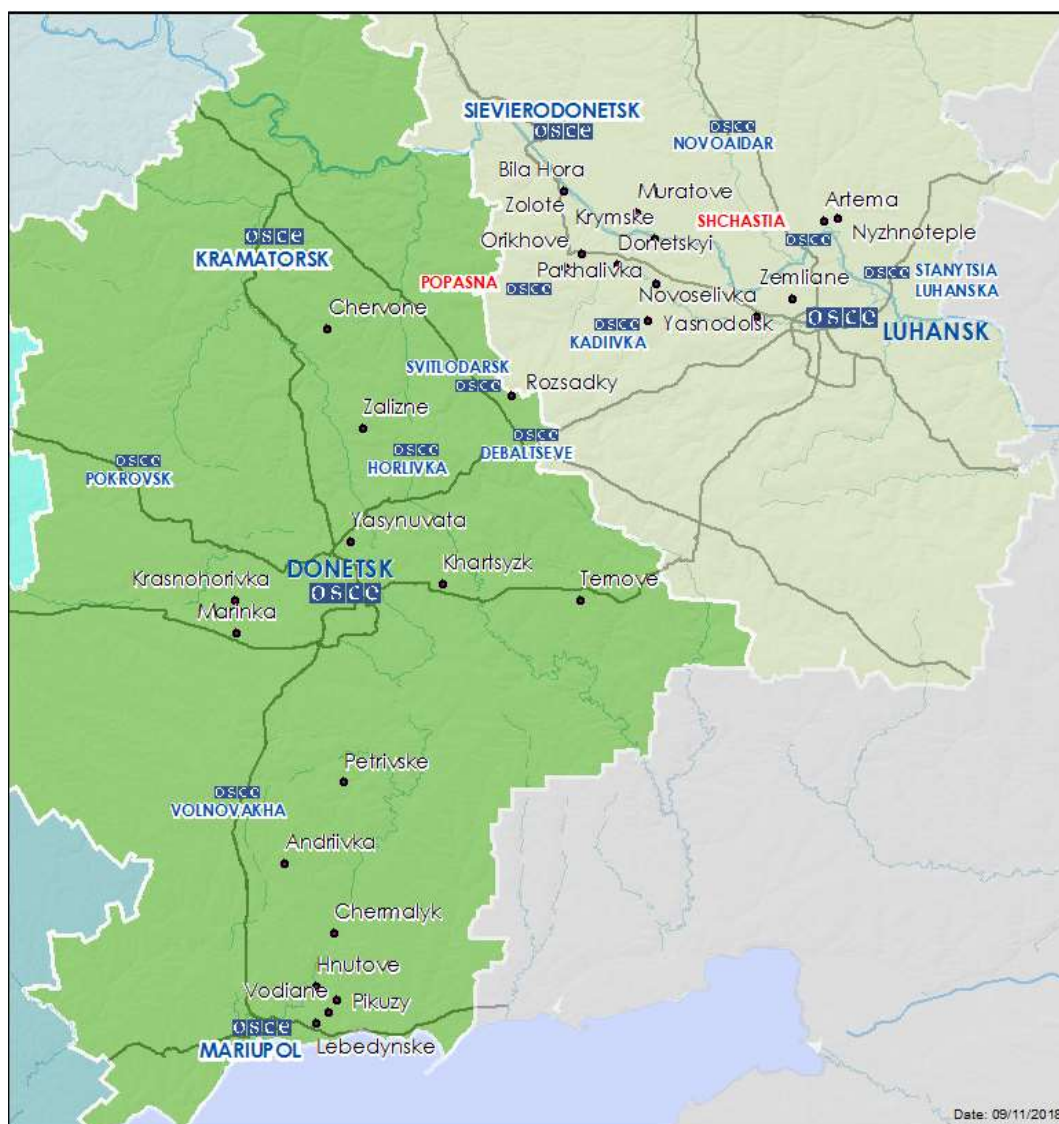 SIEVIERODONETSK
osce
osce
NOVOAIDAR
Bila Hora
Muratove
Zolote
Krymske
SHCHASTIA
Artema
osce
Nyzhnoteple
osce
KRAMATORSK
Orikhove
Donetskyi
POPASNA
osce
Pakhalivka
Zemliane
osce
STANYTSIA
LUHANSKA
Novoselivka
Chervone
osce
KADIIVKA
Yasnodolsk
osce
LUHANSK
SVITLODARSK
osce
Rozsadky
Zalizne
osce
HORLIVKA
osce
DEBALTSEVE
osce
POKROVSK
Yasynuvata
DONETSK
osce
Khartsyzk
Ternove
Krasnohorivka
Marinka
Petrivske
osce
VOLNOVAKHA
Andriivka
Chermalyk
Hnutove
Vodiane
Pikuzy
osce
MARIUPOL
Lebedynske
Date: 09/11/2018